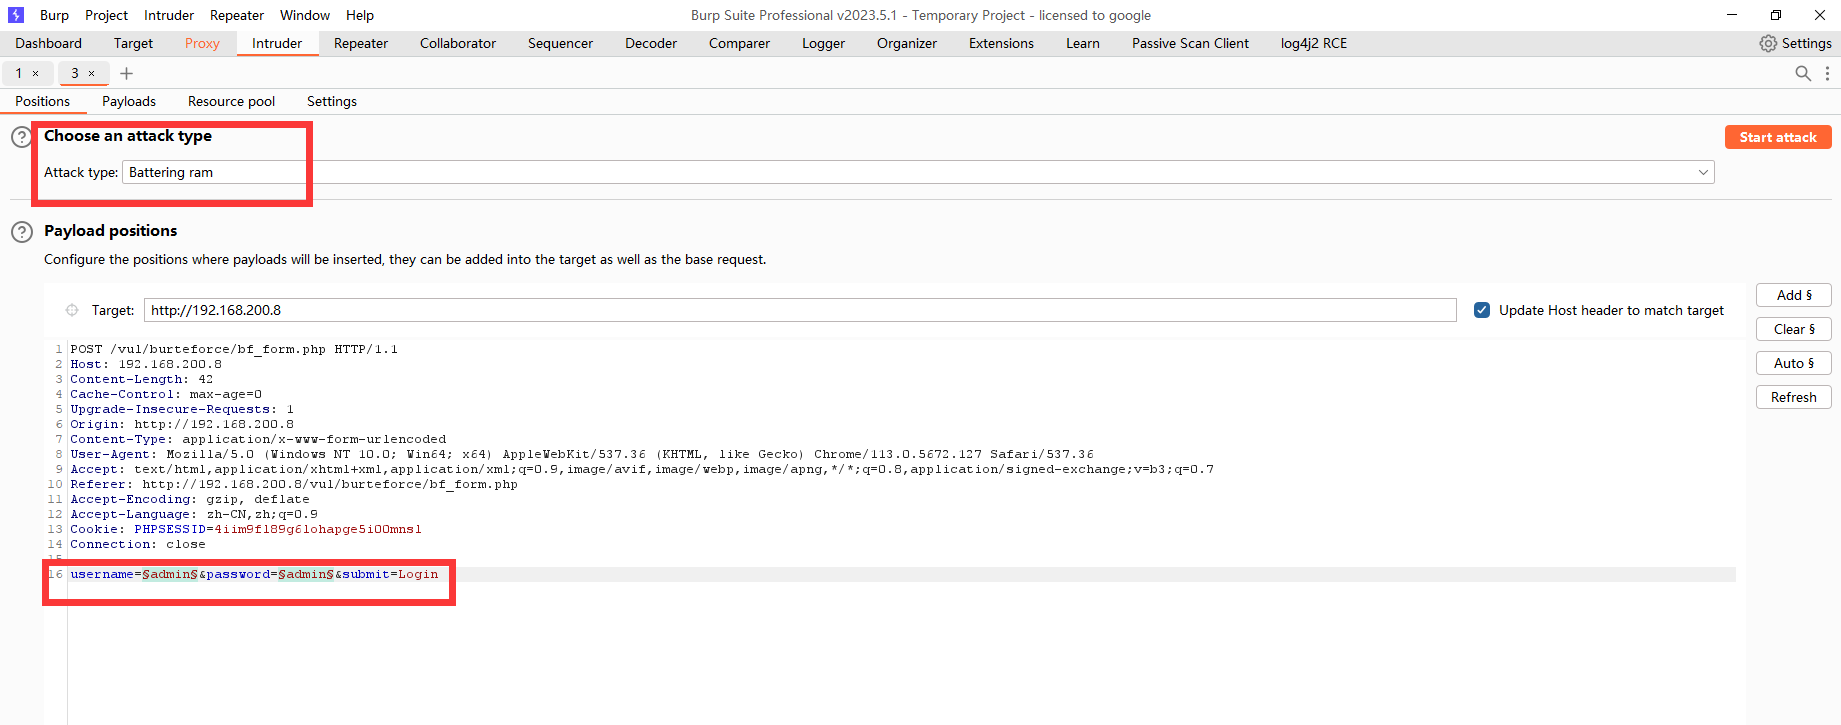 Burp Project Intruder Repeater Window Help Burp Suite Professional v2023.5.1 - Temporary Project - licensed to google
Dashboard Target Proxy Intruder Repeater Collaborator Sequencer Decoder Comparer Logger Organizer Extensions Learn Passive Scan Client log4j2 RCE Settings
1 × 3 × +
Positions Payloads Resource pool Settings
? Choose an attack type Start attack
Attack type: Battering ram
? Payload positions
Configure the positions where payloads will be inserted, they can be added into the target as well as the base request.
Target: http://192.168.200.8 Update Host header to match target
Add §
Clear §
Auto §
Refresh
1 POST /vul/burteforce/bf_form.php HTTP/1.1
2 Host: 192.168.200.8
3 Content-Length: 42
4 Cache-Control: max-age=0
5 Upgrade-Insecure-Requests: 1
6 Origin: http://192.168.200.8
7 Content-Type: application/x-www-form-urlencoded
8 User-Agent: Mozilla/5.0 (Windows NT 10.0; Win64; x64) AppleWebKit/537.36 (KHTML, like Gecko) Chrome/113.0.5672.127 Safari/537.36
9 Accept: text/html,application/xhtml+xml,application/xml;q=0.9,image/avif,image/webp,image/apng,*/*;q=0.8,application/signed-exchange;v=b3;q=0.7
10 Referer: http://192.168.200.8/vul/burteforce/bf_form.php
11 Accept-Encoding: gzip, deflate
12 Accept-Language: zh-CN,zh;q=0.9
13 Cookie: PHPSESSID=4iim9fl89g6lohapge5i00mnsl
14 Connection: close
15
16 username=§admin§&password=§admin§&submit=Login